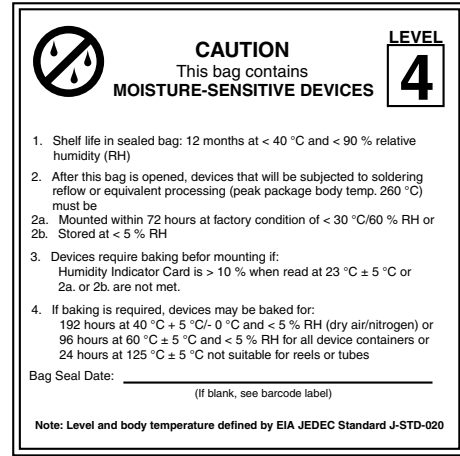 LEVEL
4
CAUTION
This bag contains
MOISTURE-SENSITIVE DEVICES
1. Shelf life in sealed bag: 12 months at < 40 °C and < 90 % relative
humidity (RH)
2. After this bag is opened, devices that will be subjected to soldering
reflow or equivalent processing (peak package body temp. 260 °C)
must be
2a. Mounted within 72 hours at factory condition of < 30 °C/60 % RH or
2b. Stored at < 5 % RH
3. Devices require baking befor mounting if:
Humidity Indicator Card is > 10 % when read at 23 °C ± 5 °C or
2a. or 2b. are not met.
4. If baking is required, devices may be baked for:
192 hours at 40 °C + 5 °C/- 0 °C and < 5 % RH (dry air/nitrogen) or
96 hours at 60 °C ± 5 °C and < 5 % RH for all device containers or
24 hours at 125 °C ± 5 °C not suitable for reels or tubes
Bag Seal Date:
(If blank, see barcode label)
Note: Level and body temperature defined by EIA JEDEC Standard J-STD-020